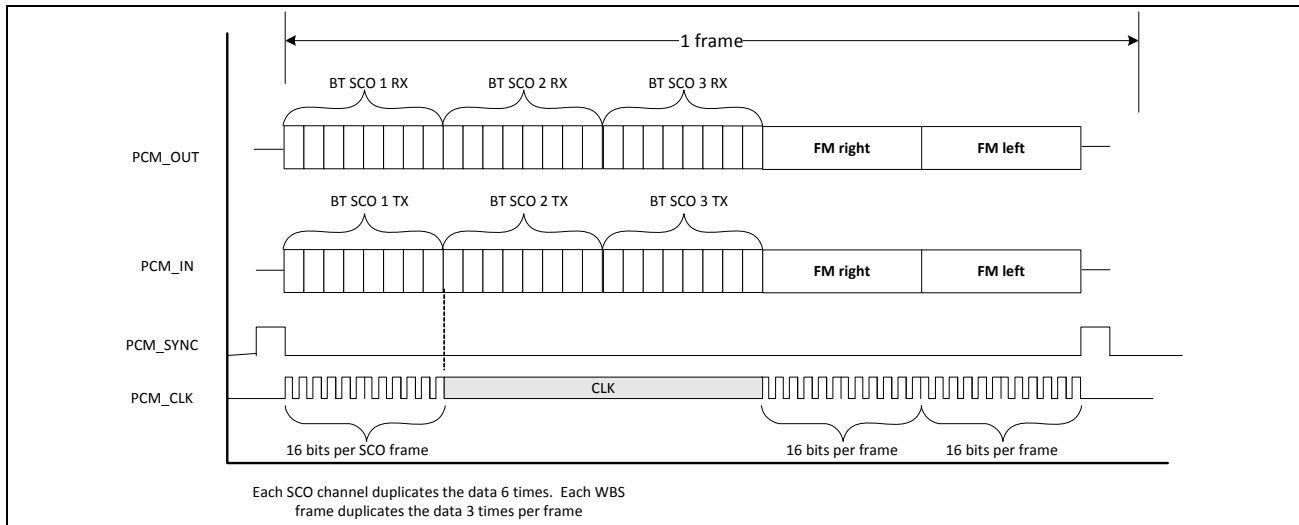 1 frame
BT SCO 1 RX BT SCO 2 RX BT SCO 3 RX
PCM_OUT FM right FM left
BT SCO 1 TX BT SCO 2 TX BT SCO 3 TX
PCM_IN FM right FM left
PCM_SYNC
PCM_CLK CLK
16 bits per SCO frame 16 bits per frame 16 bits per frame
Each SCO channel duplicates the data 6 times. Each WBS
frame duplicates the data 3 times per frame